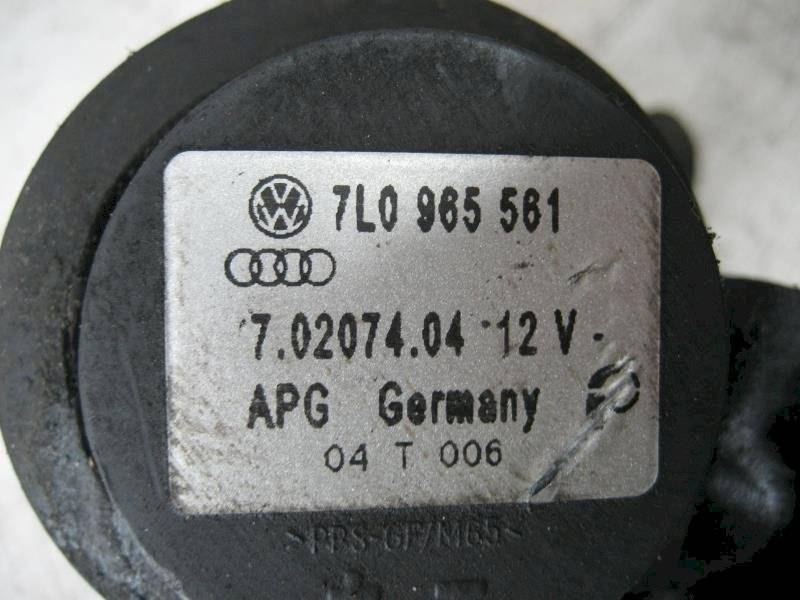 7L0 965 561
7.02074.04 12 V
APG Germany
04 T 006
>PPS-GF/M65<